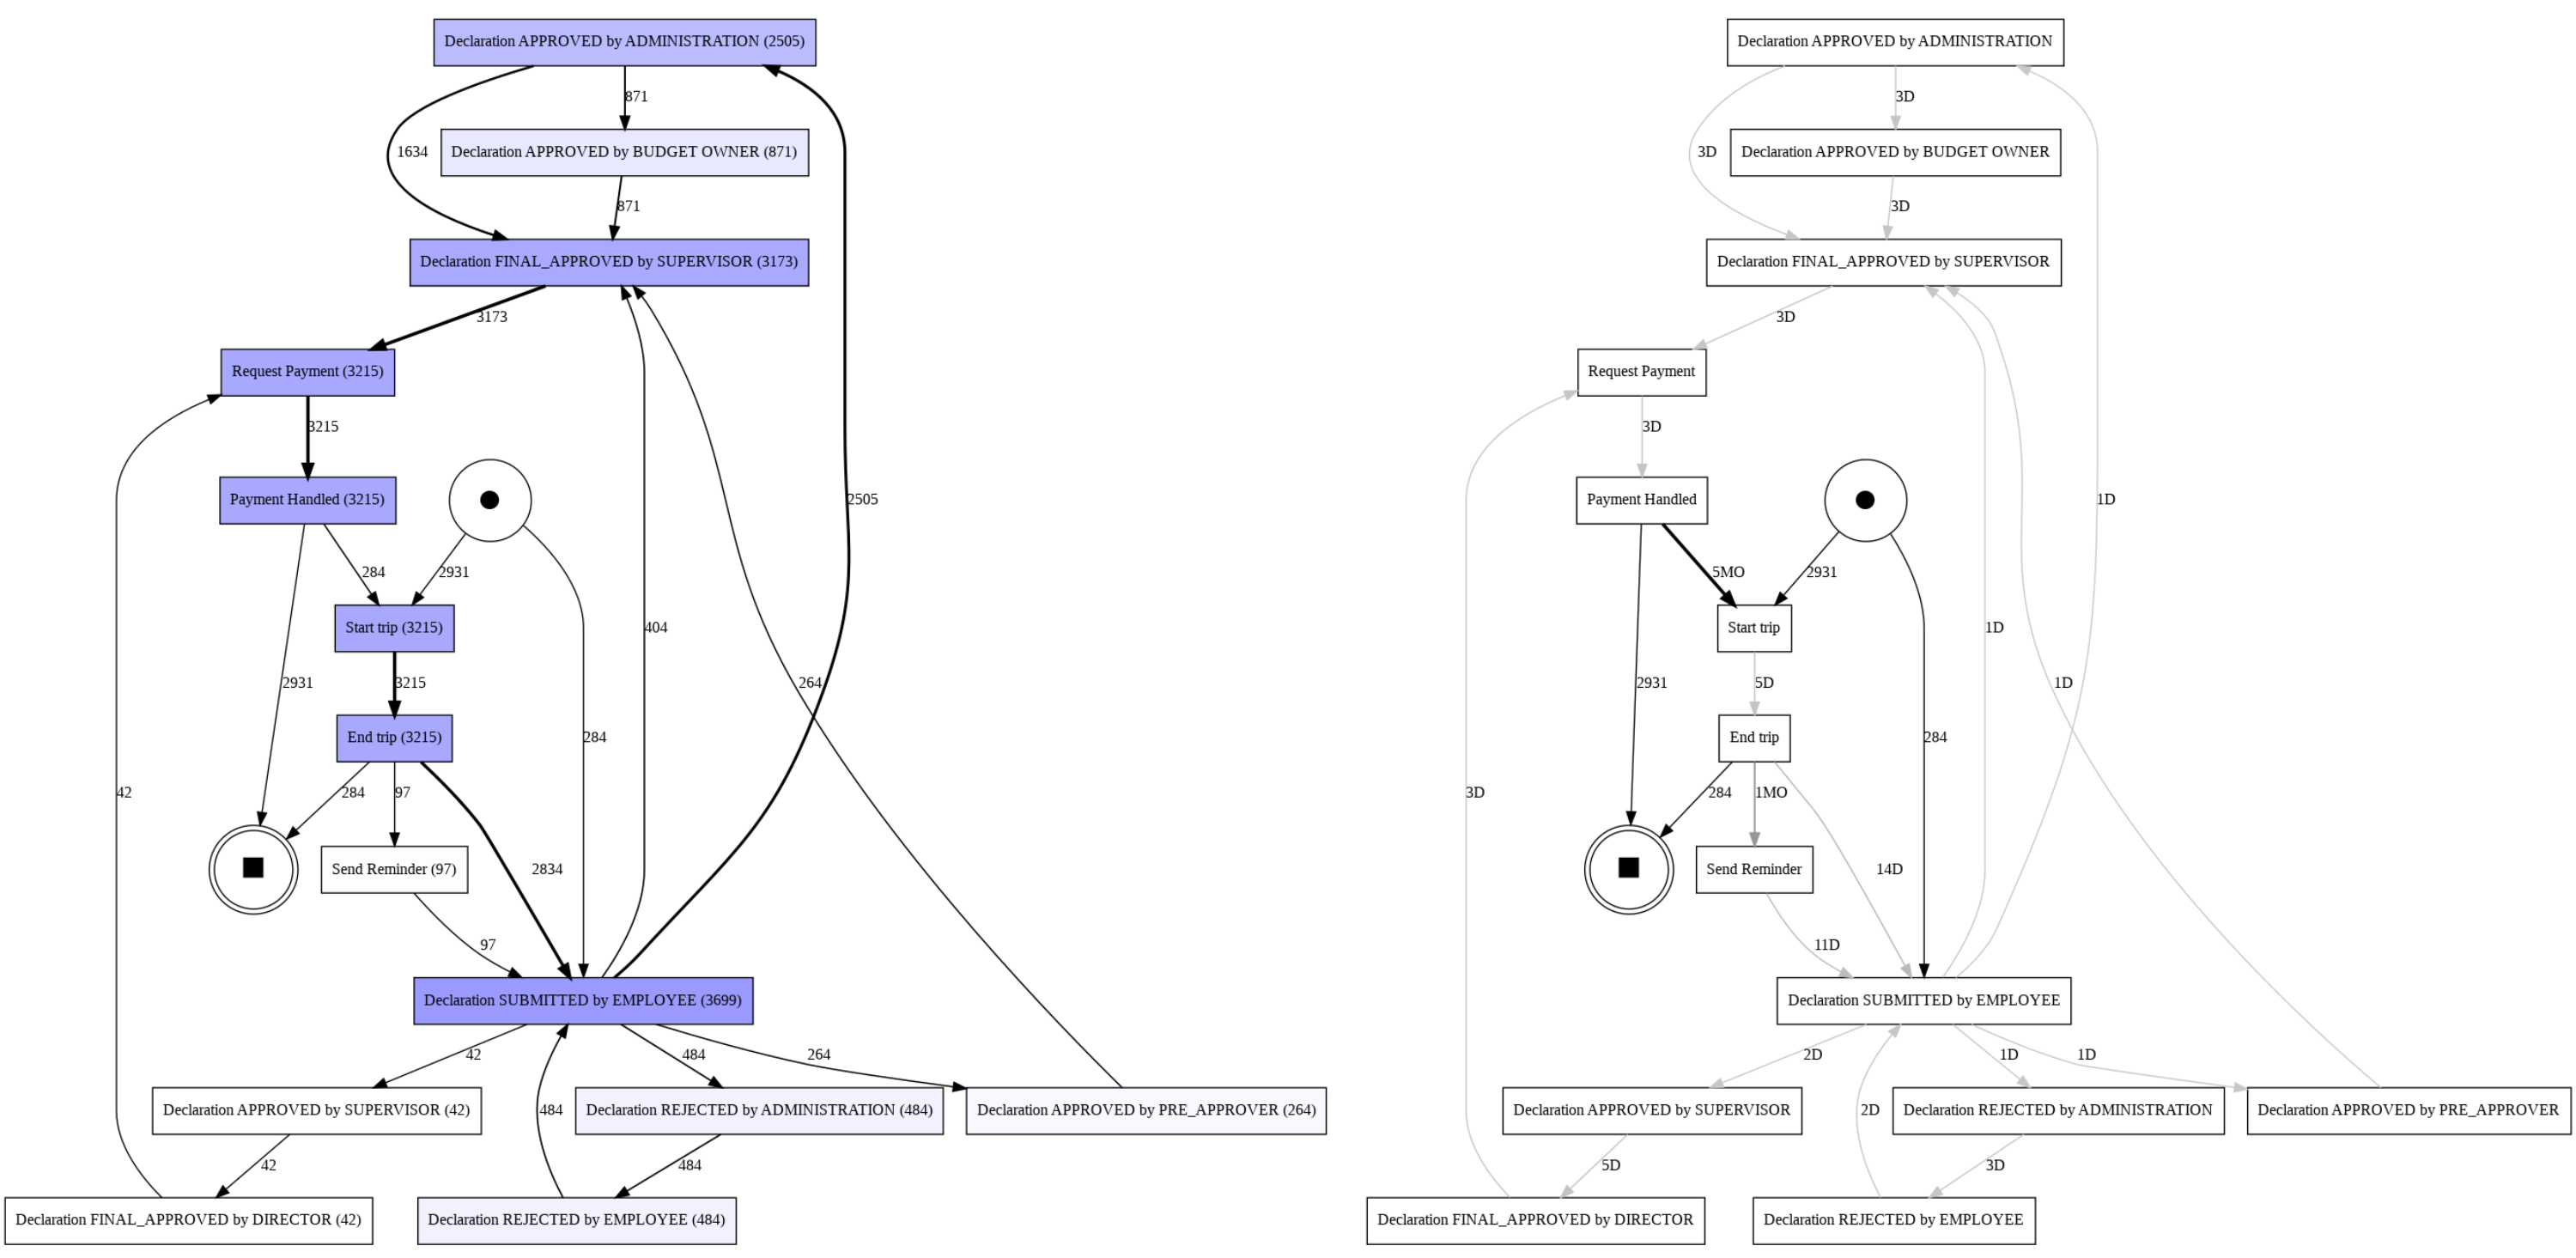 Declaration APPROVED by ADMINISTRATION (2505)
871
1634
Declaration APPROVED by BUDGET OWNER (871)
871
Declaration FINAL_APPROVED by SUPERVISOR (3173)
3173
Request Payment (3215)
3215
Payment Handled (3215)
2505
284
2931
Start trip (3215)
404
2931
3215
264
End trip (3215)
284
42
284
97
Send Reminder (97)
2834
97
Declaration SUBMITTED by EMPLOYEE (3699)
42
484
264
Declaration APPROVED by SUPERVISOR (42)
484
Declaration REJECTED by ADMINISTRATION (484)
Declaration APPROVED by PRE_APPROVER (264)
42
484
Declaration FINAL_APPROVED by DIRECTOR (42)
Declaration REJECTED by EMPLOYEE (484)
Declaration APPROVED by ADMINISTRATION
3D
3D
Declaration APPROVED by BUDGET OWNER
3D
Declaration FINAL_APPROVED by SUPERVISOR
3D
Request Payment
3D
Payment Handled
1D
5MO
2931
Start trip
1D
2931
5D
1D
End trip
284
3D
284
1MO
Send Reminder
14D
11D
Declaration SUBMITTED by EMPLOYEE
2D
1D
1D
Declaration APPROVED by SUPERVISOR
2D
Declaration REJECTED by ADMINISTRATION
Declaration APPROVED by PRE_APPROVER
5D
3D
Declaration FINAL_APPROVED by DIRECTOR
Declaration REJECTED by EMPLOYEE